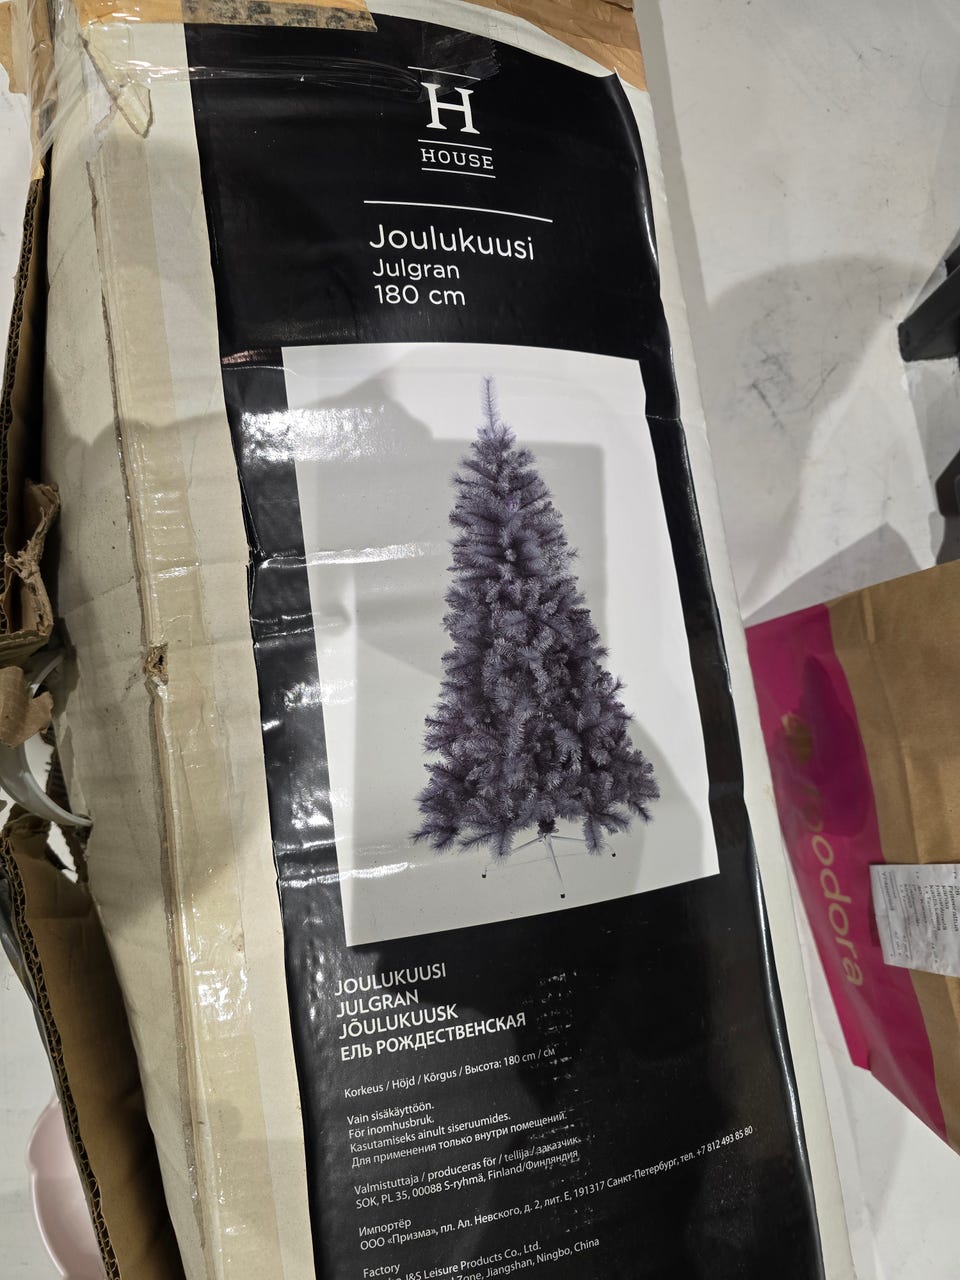 H
HOUSE
Joulukuusi
Julgran
180 cm
JOULUKUUSI
JULGRAN
JÕULUKUUSK
ЕЛЬ РОЖДЕСТВЕНСКАЯ
Korkeus / Höjd / Kõrgus / Высота: 180 cm / см
Vain sisäkäyttöön.
För inomhusbruk.
Kasutamiseks ainult siseruumides.
Для применения только внутри помещений.
Valmistuttaja / produceras för / tellija / заказчик
SOK, PL 35, 00088 S-ryhmä, Finland/Финляндия
Импортёр
ООО «Призма», пл. Ал. Невского, д. 2, лит. Е, 191317 Санкт-Петербург, тел. +7 812 493 85 80
Factory
J&S Leisure Products Co., Ltd.
Zone, Jiangshan, Ningbo, China
podora